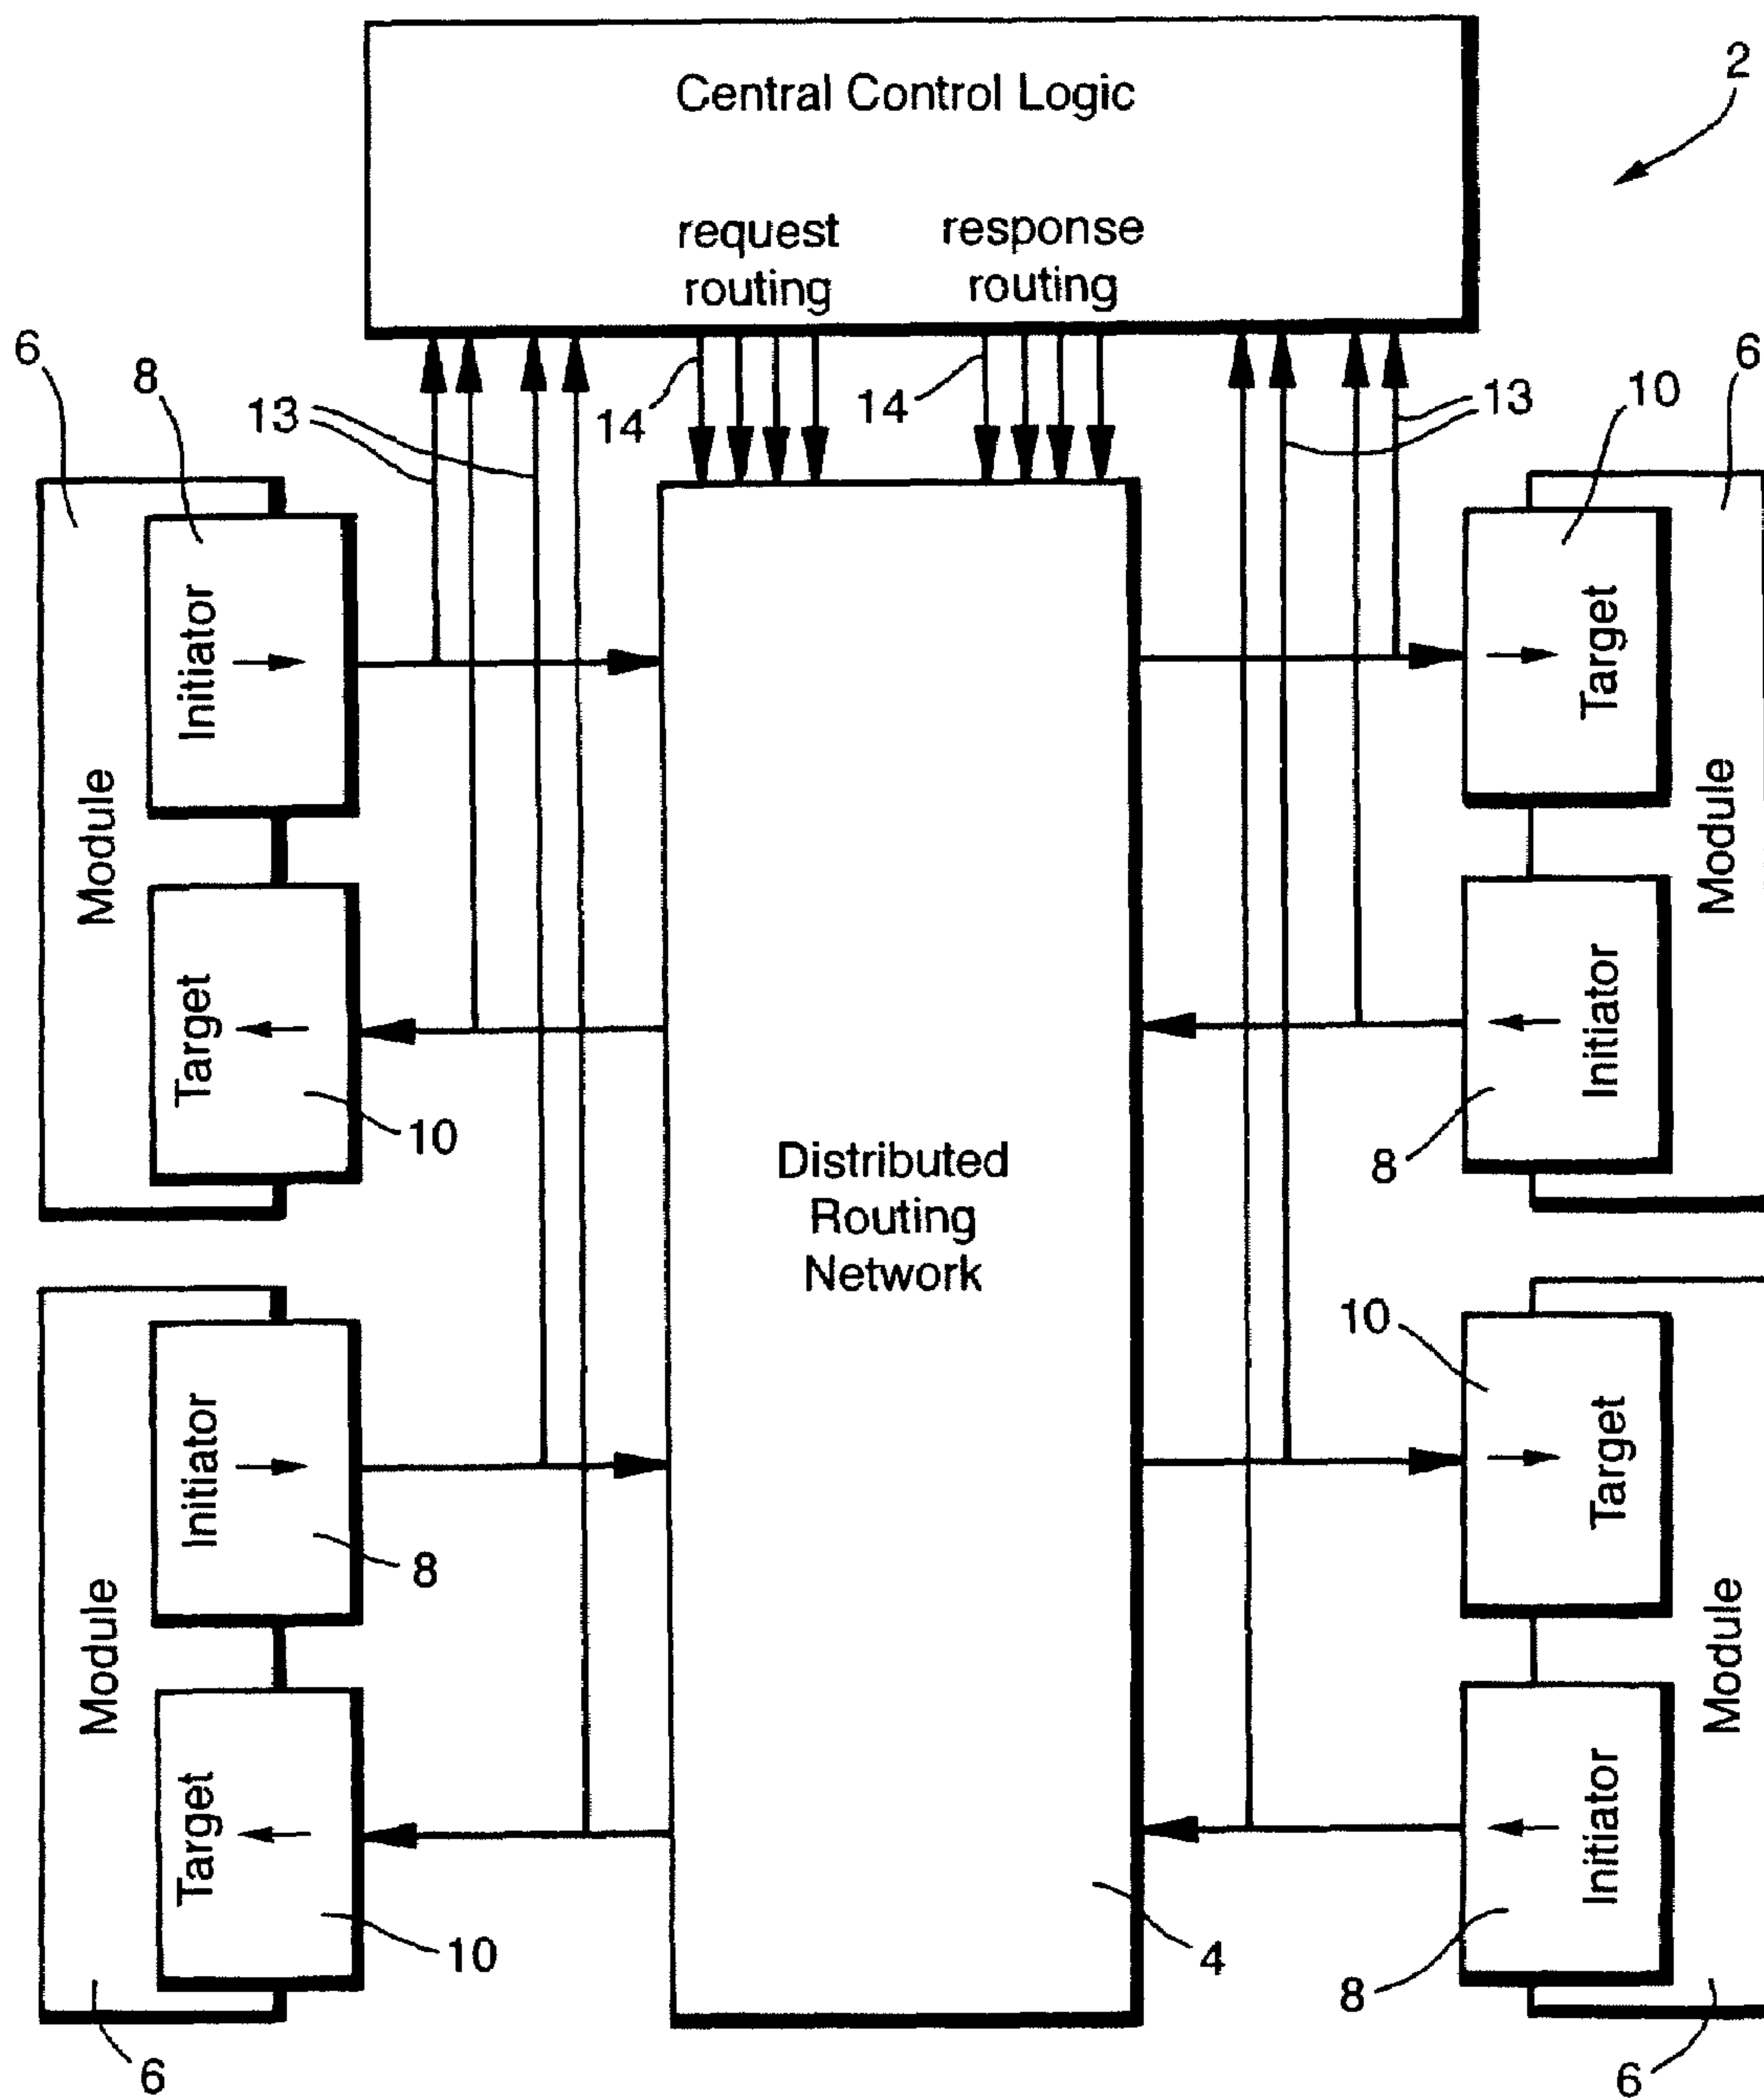 Central Control Logic
2
request routing
response routing
6
8
13
14
14
13
10
6
Initiator
Target
Module
Module
Target
Initiator
10
8
Distributed
Routing
Network
10
Initiator
Target
8
Module
Module
Target
Initiator
10
4
8
6
6